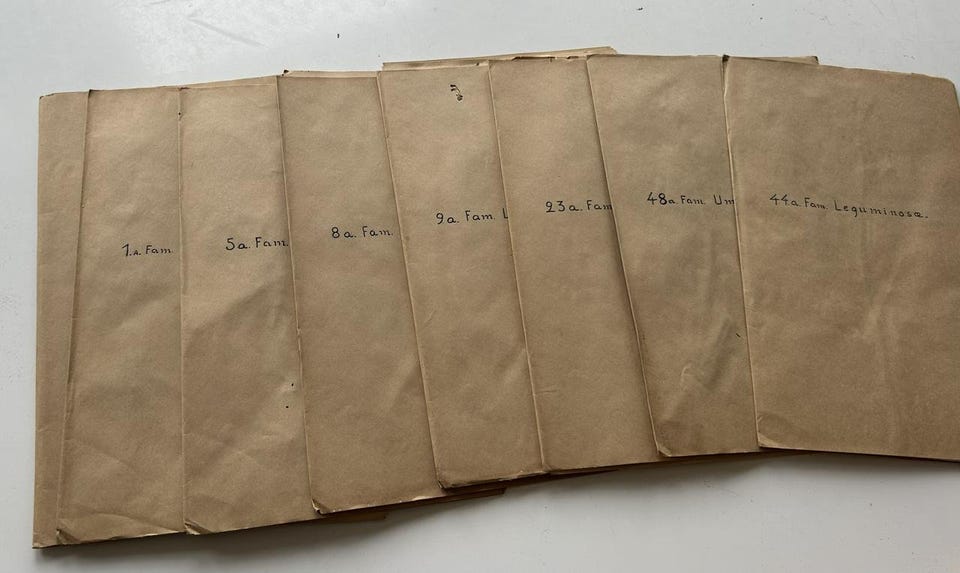 1.a. Fam.
5a. Fam.
8a. Fam.
9a. Fam. L
23a. Fam
48a. Fam. Um
44a. Fam. Leguminosæ.